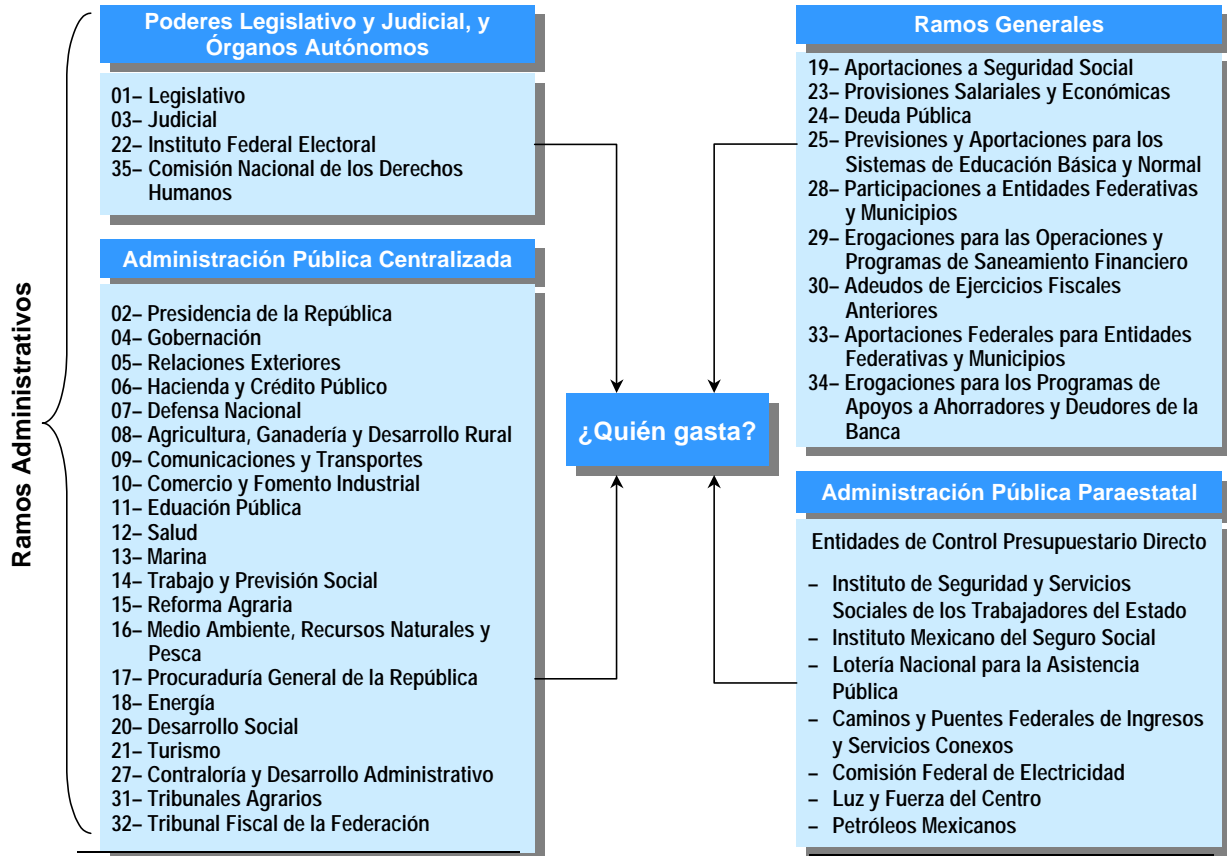 Ramos Administrativos
Poderes Legislativo y Judicial, y
Órganos Autónomos
01– Legislativo
03– Judicial
22– Instituto Federal Electoral
35– Comisión Nacional de los Derechos
Humanos
Administración Pública Centralizada
02– Presidencia de la República
04– Gobernación
05– Relaciones Exteriores
06– Hacienda y Crédito Público
07– Defensa Nacional
08– Agricultura, Ganadería y Desarrollo Rural
09– Comunicaciones y Transportes
10– Comercio y Fomento Industrial
11– Eduación Pública
12– Salud
13– Marina
14– Trabajo y Previsión Social
15– Reforma Agraria
16– Medio Ambiente, Recursos Naturales y
Pesca
17– Procuraduría General de la República
18– Energía
20– Desarrollo Social
21– Turismo
27– Contraloría y Desarrollo Administrativo
31– Tribunales Agrarios
32– Tribunal Fiscal de la Federación
¿Quién gasta?
Ramos Generales
19– Aportaciones a Seguridad Social
23– Provisiones Salariales y Económicas
24– Deuda Pública
25– Previsiones y Aportaciones para los
Sistemas de Educación Básica y Normal
28– Participaciones a Entidades Federativas
y Municipios
29– Erogaciones para las Operaciones y
Programas de Saneamiento Financiero
30– Adeudos de Ejercicios Fiscales
Anteriores
33– Aportaciones Federales para Entidades
Federativas y Municipios
34– Erogaciones para los Programas de
Apoyos a Ahorradores y Deudores de la
Banca
Administración Pública Paraestatal
Entidades de Control Presupuestario Directo
– Instituto de Seguridad y Servicios
Sociales de los Trabajadores del Estado
– Instituto Mexicano del Seguro Social
– Lotería Nacional para la Asistencia
Pública
– Caminos y Puentes Federales de Ingresos
y Servicios Conexos
– Comisión Federal de Electricidad
– Luz y Fuerza del Centro
– Petróleos Mexicanos